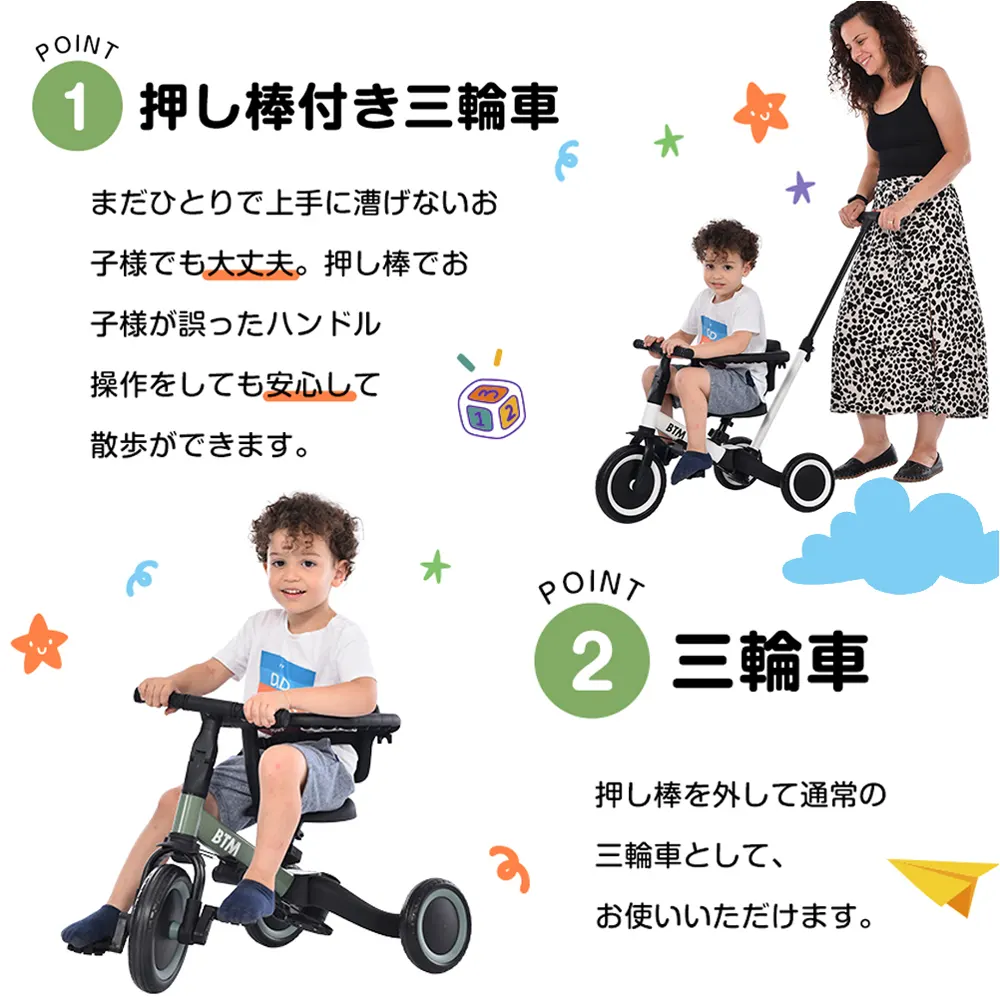 POINT
1 押し棒付き三輪車
まだひとりで上手に漕げないお
子様でも大丈夫。押し棒でお
子様が誤ったハンドル
操作をしても安心して
散歩ができます。
3
1 2
BTM
POINT
2 三輪車
D.D
BTM
押し棒を外して通常の
三輪車として、
お使いいただけます。